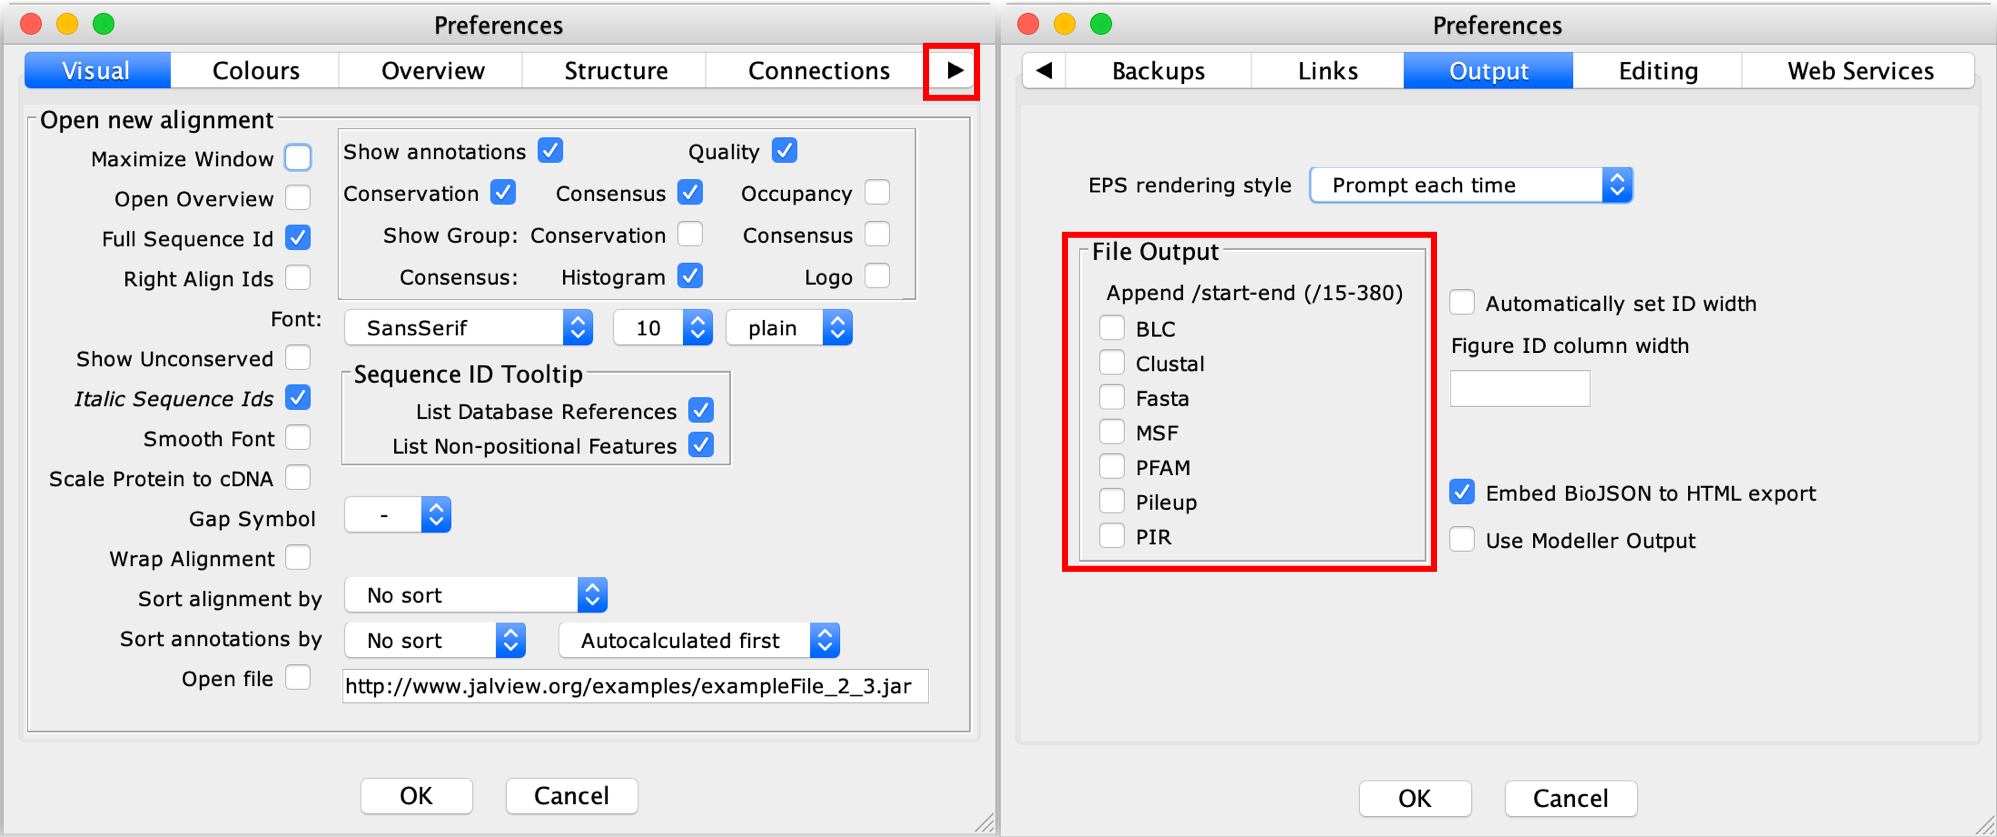 Preferences
Visual Colours Overview Structure Connections ▶
Open new alignment
Maximize Window
Open Overview
Full Sequence Id
Right Align Ids
Show annotations Quality
Conservation Consensus Occupancy
Show Group: Conservation Consensus
Consensus: Histogram Logo
Font: SansSerif 10 plain
Show Unconserved
Italic Sequence Ids
Smooth Font
Scale Protein to cDNA
Sequence ID Tooltip
List Database References
List Non-positional Features
Gap Symbol -
Wrap Alignment
Sort alignment by No sort
Sort annotations by No sort Autocalculated first
Open file http://www.jalview.org/examples/exampleFile_2_3.jar
OK Cancel
Preferences
◀ Backups Links Output Editing Web Services
EPS rendering style Prompt each time
File Output
Append /start-end (/15-380)
BLC
Clustal
Fasta
MSF
PFAM
Pileup
PIR
Automatically set ID width
Figure ID column width
Embed BioJSON to HTML export
Use Modeller Output
OK Cancel